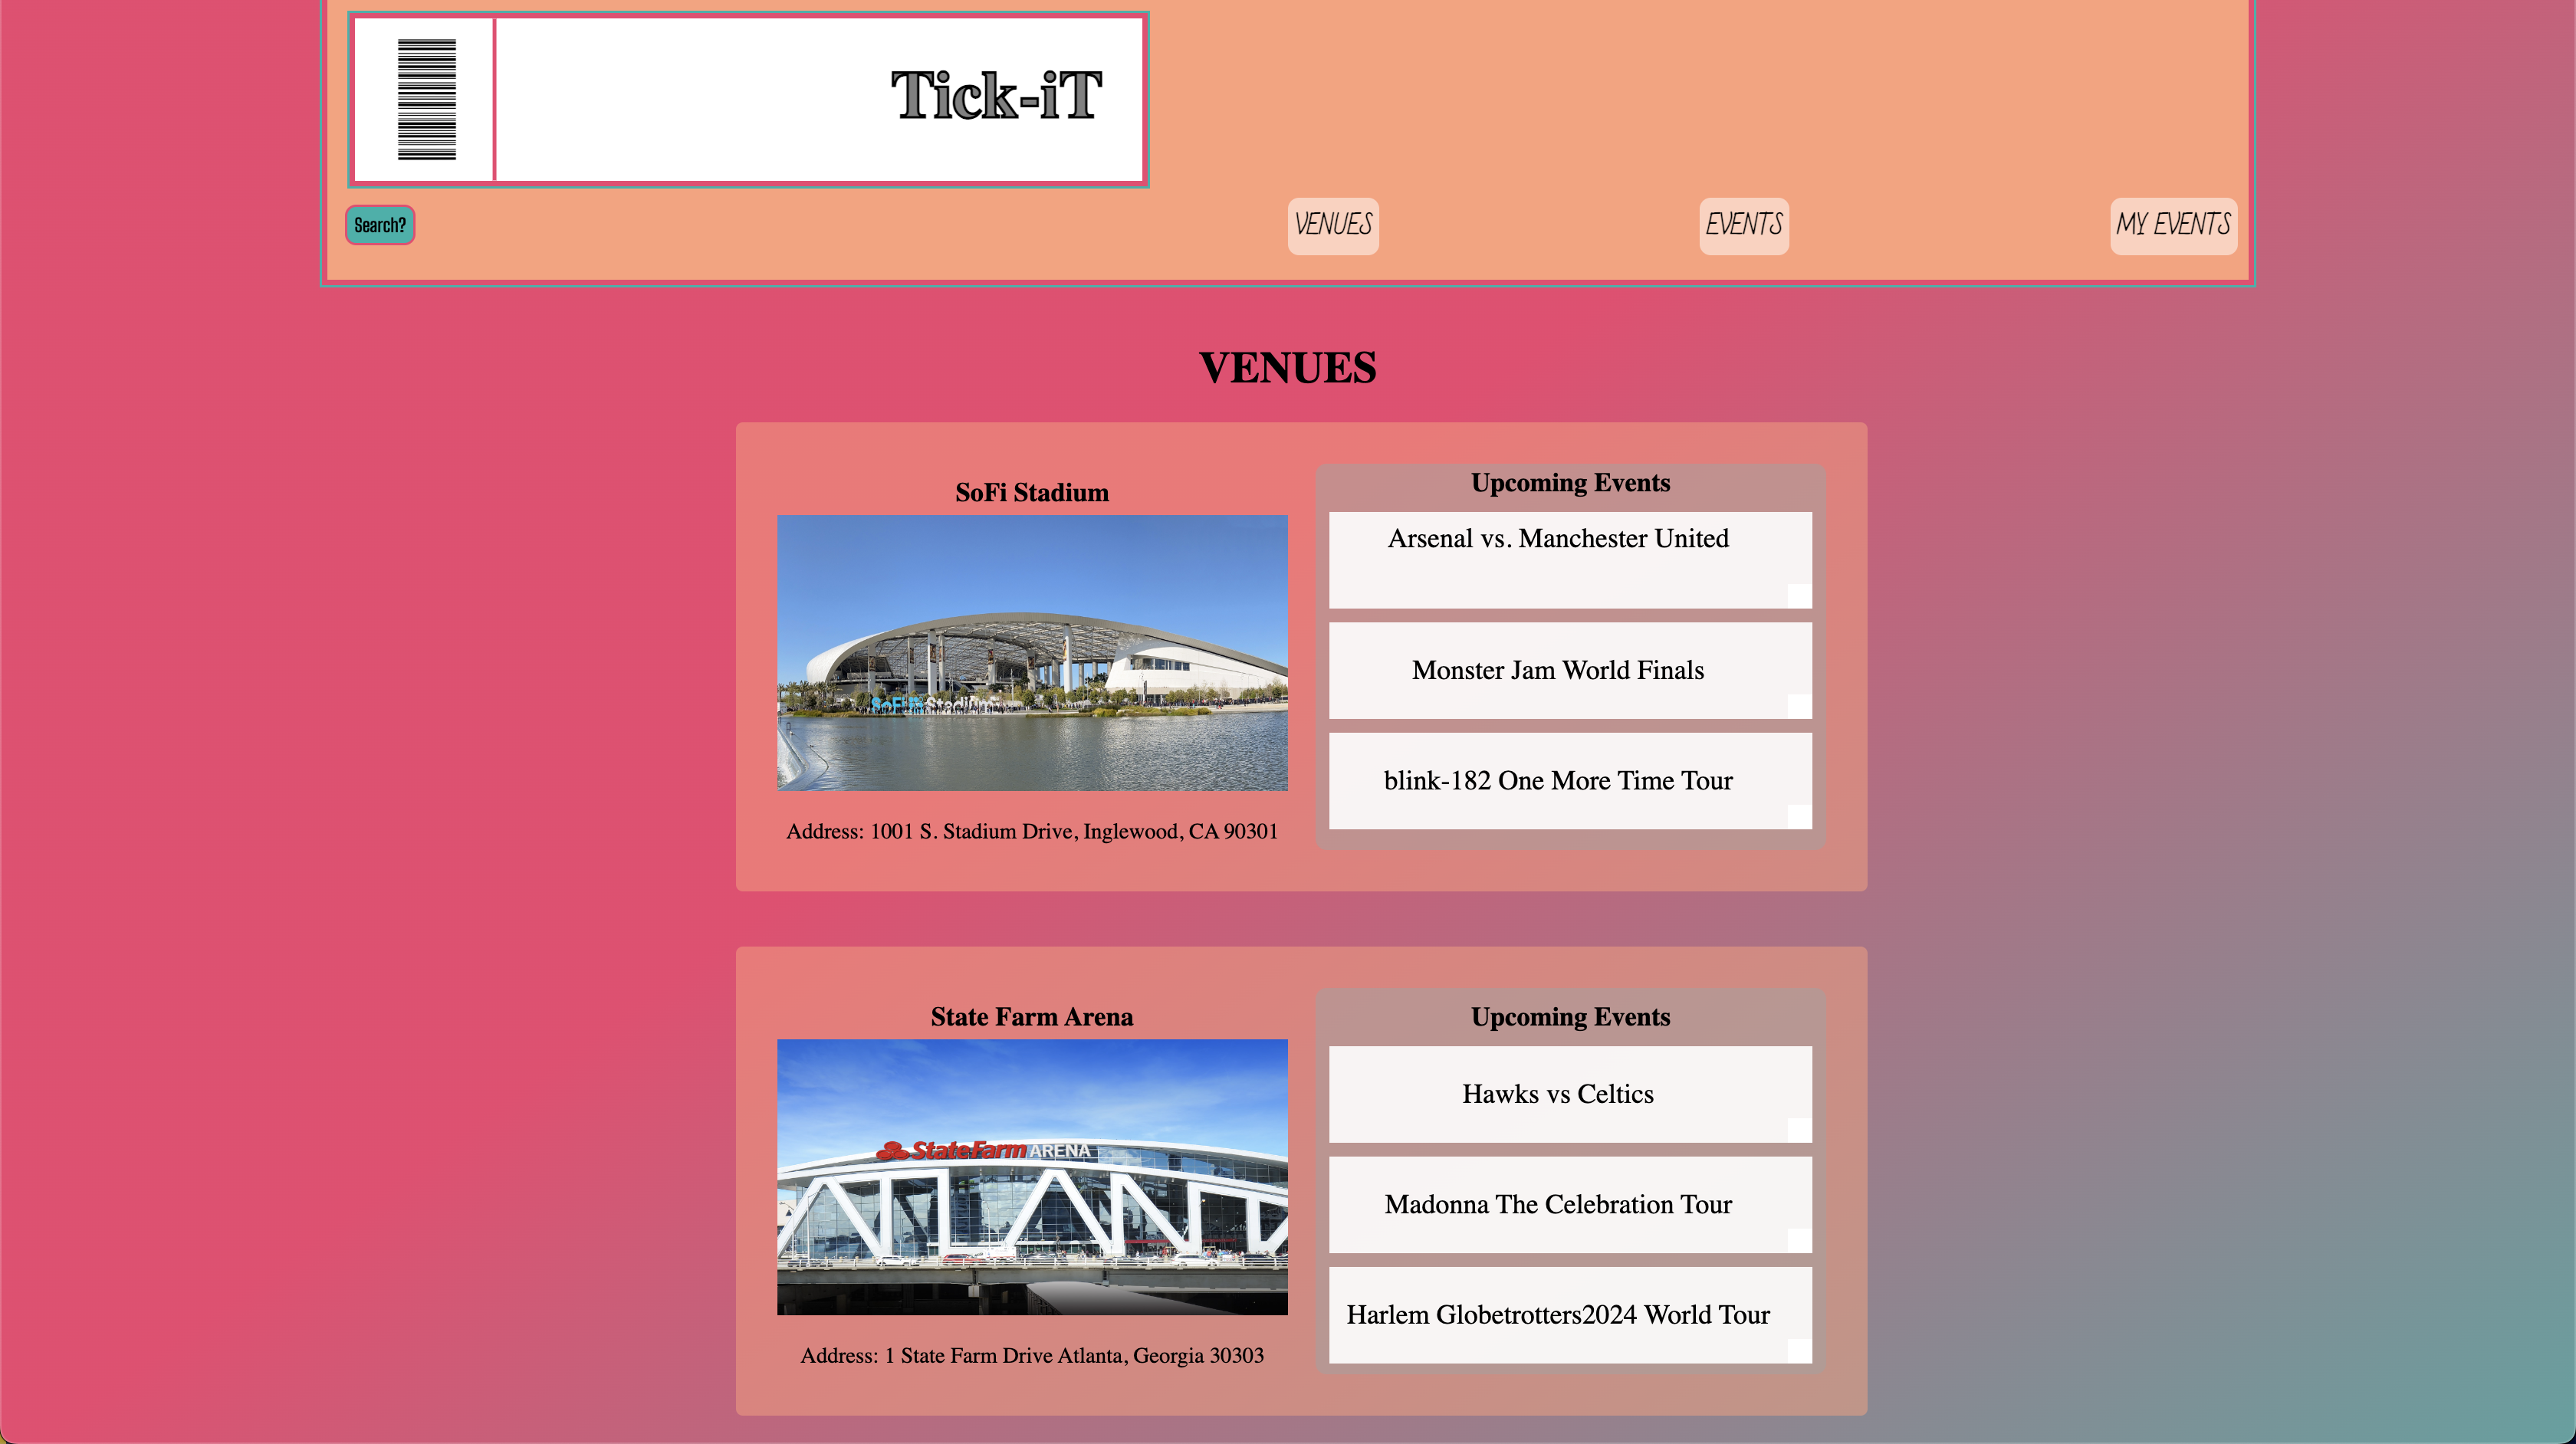 Tick-iT
Search?
VENUES
EVENTS
MY EVENTS
VENUES
SoFi Stadium
SoFi Stadium
Address: 1001 S. Stadium Drive, Inglewood, CA 90301
Upcoming Events
Arsenal vs. Manchester United
Monster Jam World Finals
blink-182 One More Time Tour
State Farm Arena
StateFarm ARENA
Address: 1 State Farm Drive Atlanta, Georgia 30303
Upcoming Events
Hawks vs Celtics
Madonna The Celebration Tour
Harlem Globetrotters2024 World Tour